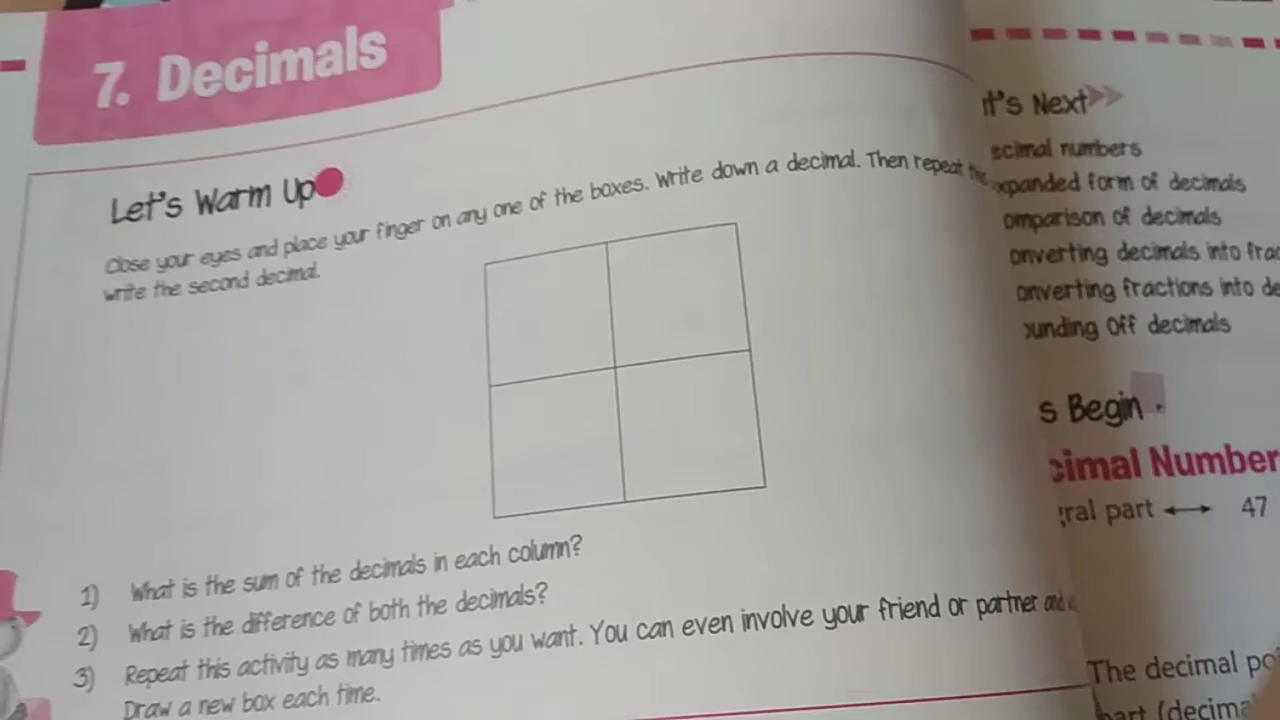 7. Decimals
Let's Warm Up
Close your eyes and place your finger on any one of the boxes. Write down a decimal. Then repeat the
write the second decimal.
1) What is the sum of the decimals in each column?
2) What is the difference of both the decimals?
3) Repeat this activity as many times as you want. You can even involve your friend or partner and
Draw a new box each time.
It's Next
ecimal numbers
xpanded form of decimals
omparison of decimals
onverting decimals into frac
onverting fractions into de
unding Off decimals
s Begin
cimal Number
gral part ↔ 47
The decimal po
part (decima